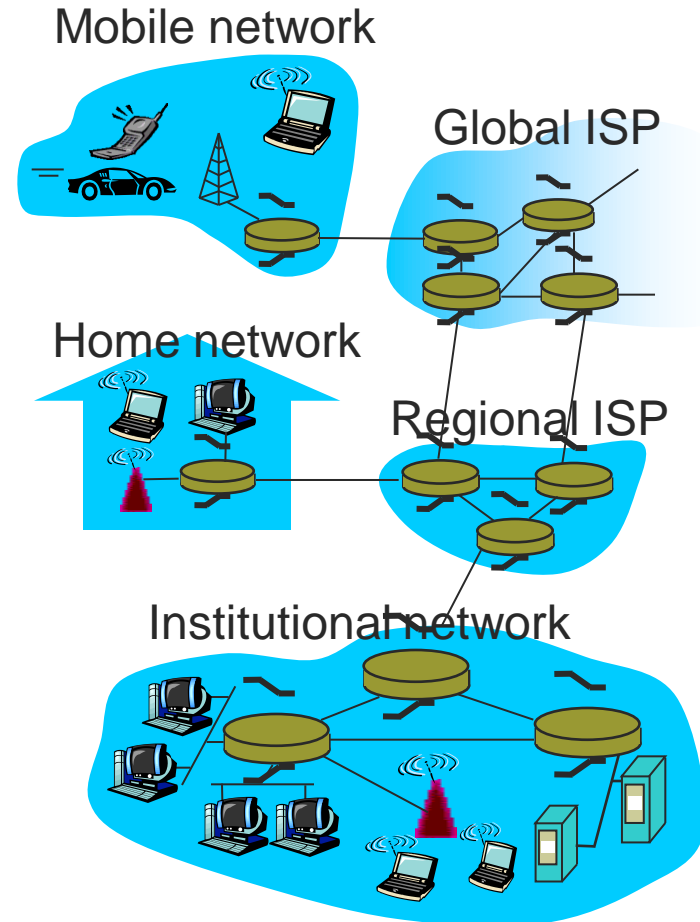 Mobile network
Global ISP
Home network
Regional ISP
Institutional network